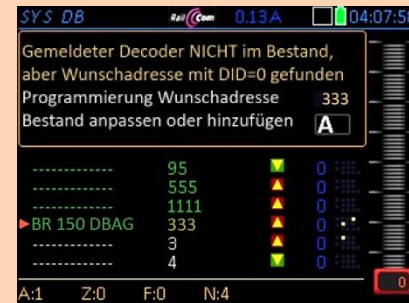 SYS DB RailCom 0.13A 04:07:58
Gemeldeter Decoder NICHT im Bestand,
aber Wunschadresse mit DID=0 gefunden
Programmierung Wunschadresse 333
Bestand anpassen oder hinzufügen A
------------- 95 0
------------- 555 0
------------- 1111 0
BR 150 DBAG 333 0
------------- 3 0
------------- 4 0
0
A:1 Z:0 F:0 N:4